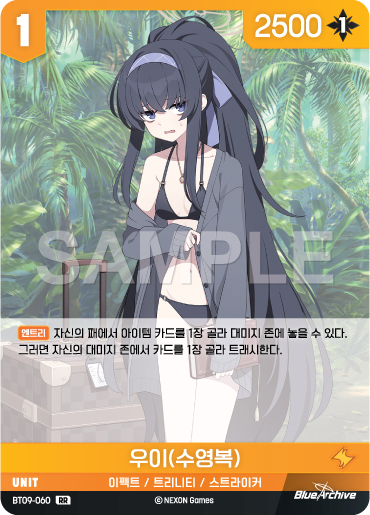 1
2500 1
SAMPLE
엔트리 자신의 패에서 아이템 카드를 1장 골라 대미지 존에 놓을 수 있다.
그러면 자신의 대미지 존에서 카드를 1장 골라 트래시한다.
우이(수영복)
UNIT 이팩트 / 트리니티 / 스트라이커
BT09-060 RR ⓒ NEXON Games BlueArchive